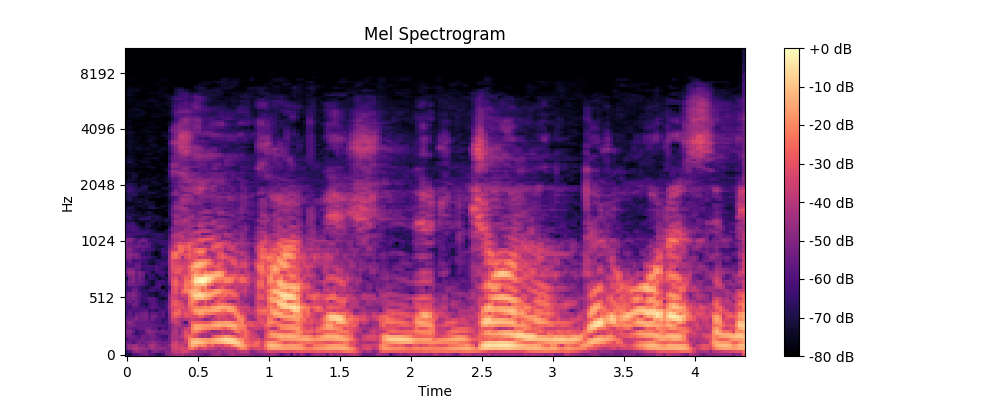 Mel Spectrogram
Hz
8192
4096
2048
1024
512
0
0 0.5 1 1.5 2 2.5 3 3.5 4
Time
+0 dB
-10 dB
-20 dB
-30 dB
-40 dB
-50 dB
-60 dB
-70 dB
-80 dB